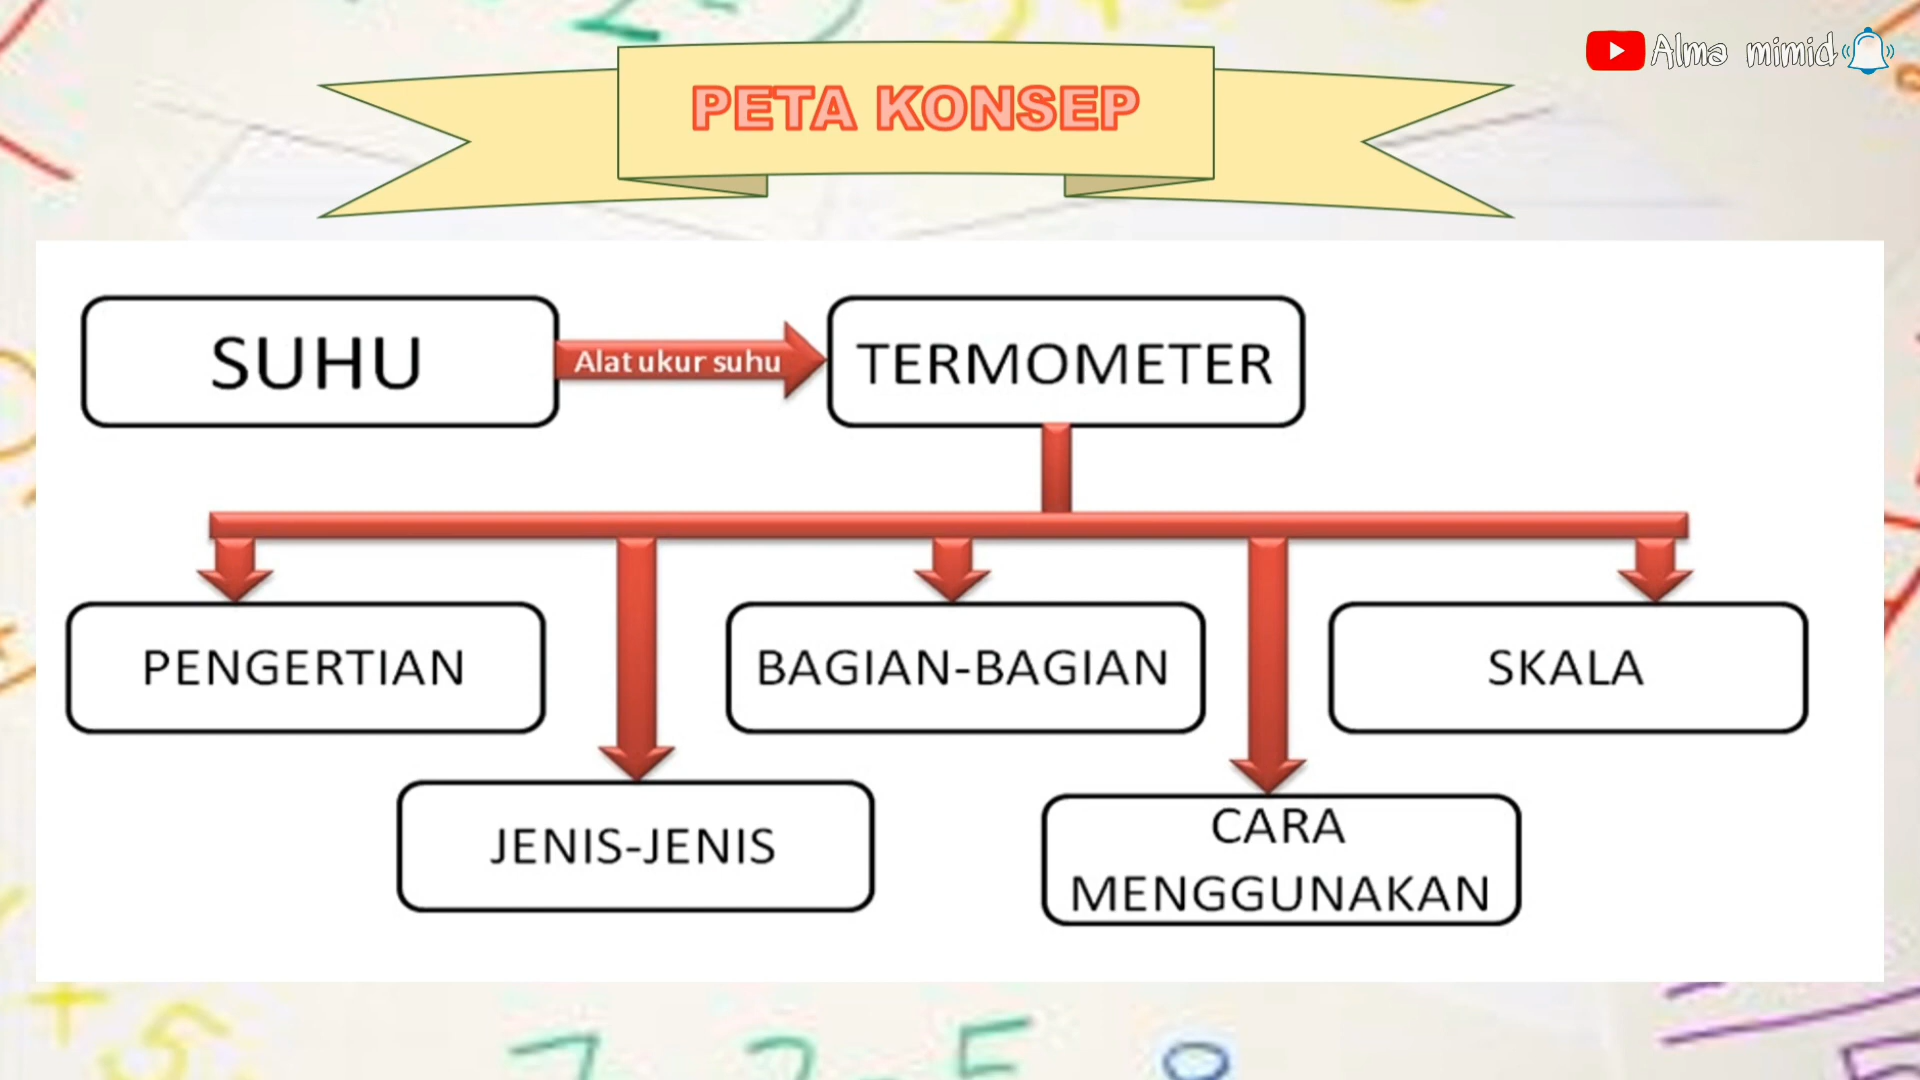 PETA KONSEP
Alma mimid
SUHU
Alat ukur suhu
TERMOMETER
PENGERTIAN
BAGIAN-BAGIAN
SKALA
JENIS-JENIS
CARA
MENGGUNAKAN